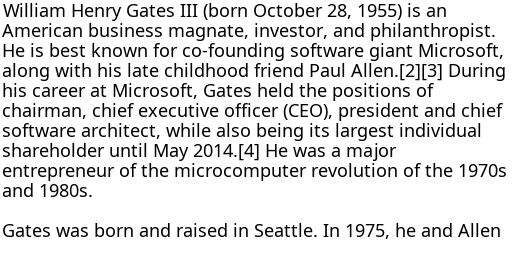 William Henry Gates III (born October 28, 1955) is an
American business magnate, investor, and philanthropist.
He is best known for co-founding software giant Microsoft,
along with his late childhood friend Paul Allen.[2][3] During
his career at Microsoft, Gates held the positions of
chairman, chief executive officer (CEO), president and chief
software architect, while also being its largest individual
shareholder until May 2014.[4] He was a major
entrepreneur of the microcomputer revolution of the 1970s
and 1980s.

Gates was born and raised in Seattle. In 1975, he and Allen